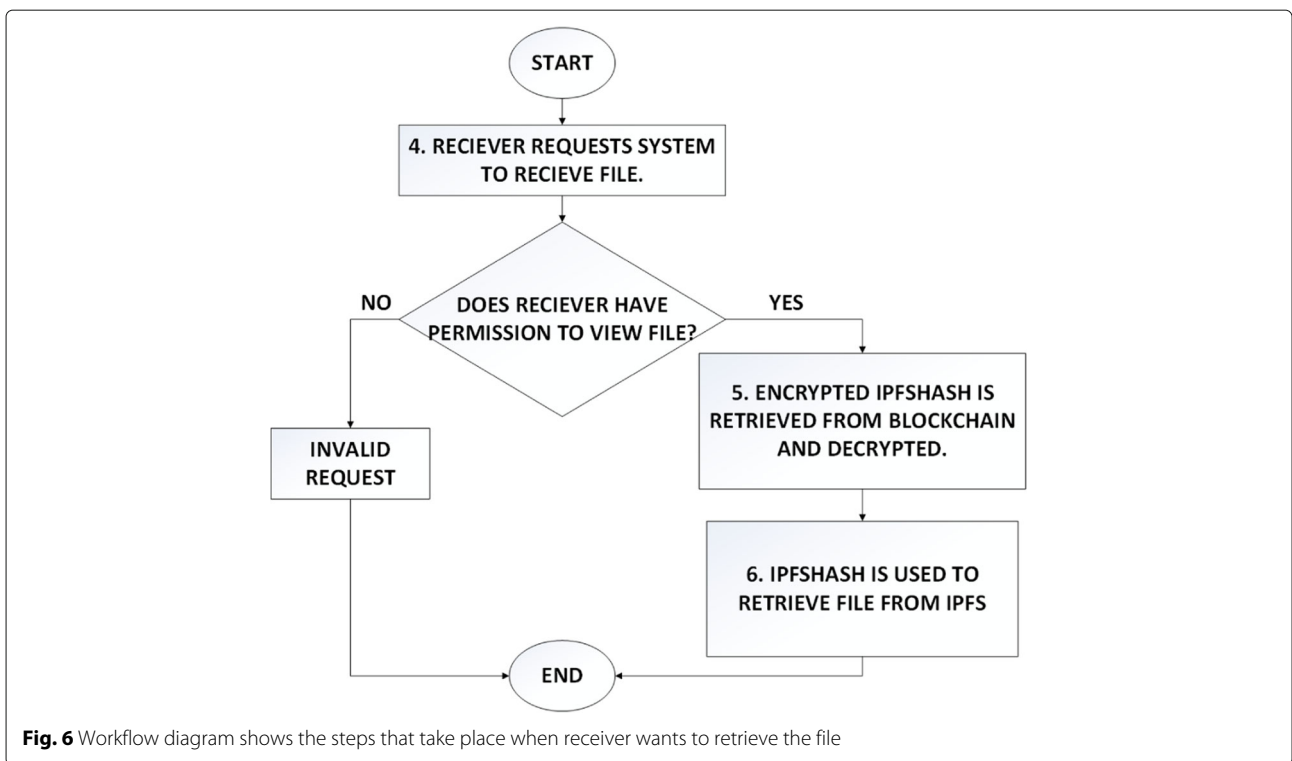 START
4. RECIEVER REQUESTS SYSTEM
TO RECIEVE FILE.
DOES RECIEVER HAVE
PERMISSION TO VIEW FILE?
NO
YES
5. ENCRYPTED IPFSHASH IS
RETRIEVED FROM BLOCKCHAIN
AND DECRYPTED.
INVALID
REQUEST
6. IPFSHASH IS USED TO
RETRIEVE FILE FROM IPFS
END
Fig. 6 Workflow diagram shows the steps that take place when receiver wants to retrieve the file